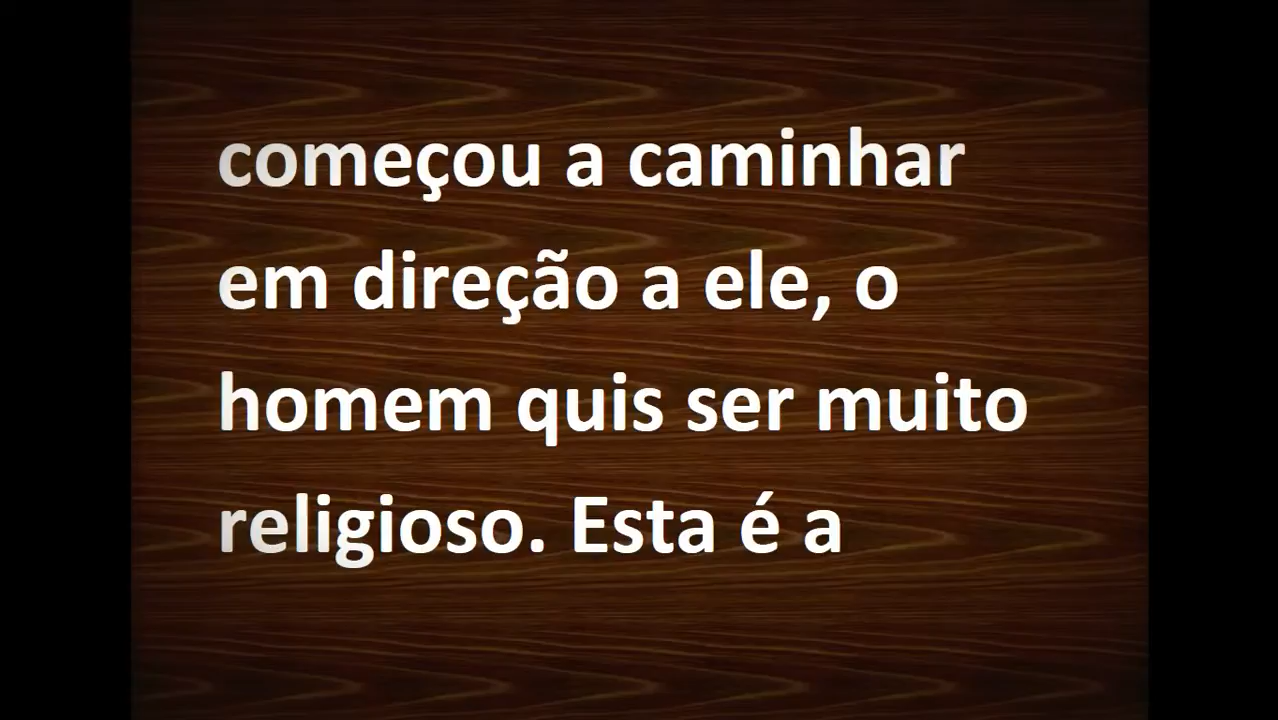 começou a caminhar
em direção a ele, o
homem quis ser muito
religioso. Esta é a